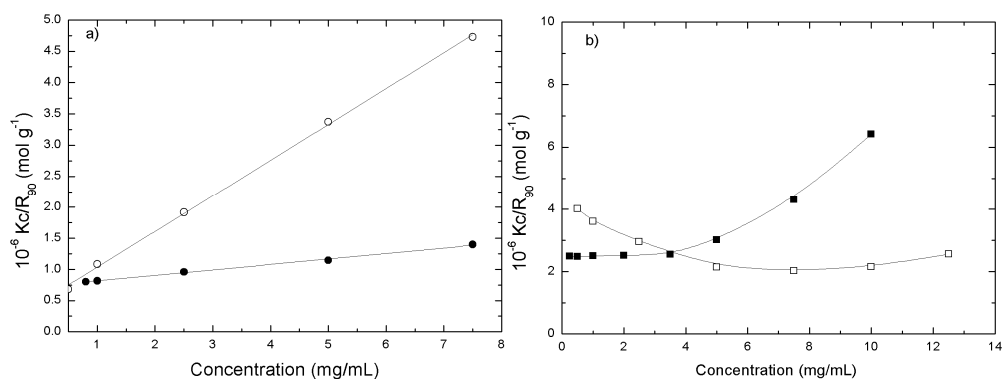 a)
5.0
4.5
4.0
3.5
3.0
2.5
2.0
1.5
1.0
0.5
0.0
10⁻⁶ Kc/R₉₀ (mol g⁻¹)
1 2 3 4 5 6 7 8
Concentration (mg/mL)
b)
10
8
6
4
2
0
10⁻⁶ Kc/R₉₀ (mol g⁻¹)
0 2 4 6 8 10 12 14
Concentration (mg/mL)